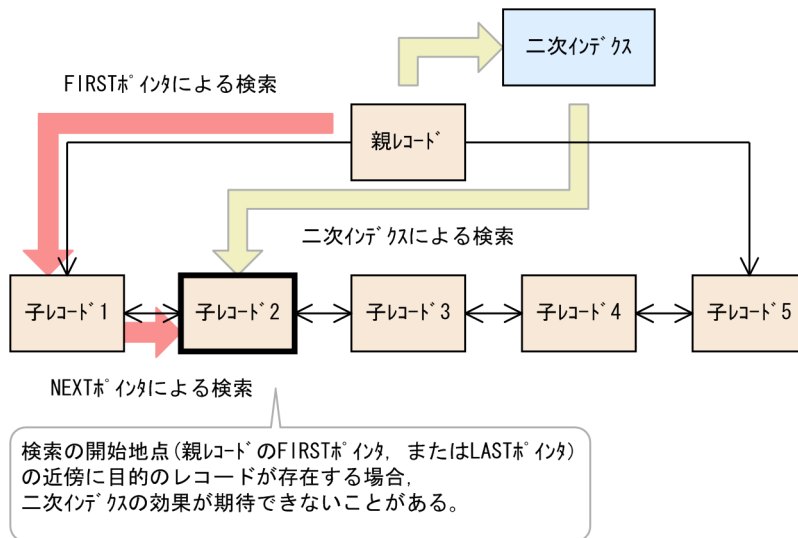 二次ｲﾝﾃﾞｸｽ
FIRSTﾎﾟｲﾝﾀによる検索
親ﾚｺｰﾄﾞ
二次ｲﾝﾃﾞｸｽによる検索
子ﾚｺｰﾄﾞ1
子ﾚｺｰﾄﾞ2
子ﾚｺｰﾄﾞ3
子ﾚｺｰﾄﾞ4
子ﾚｺｰﾄﾞ5
NEXTﾎﾟｲﾝﾀによる検索
検索の開始地点(親ﾚｺｰﾄﾞのFIRSTﾎﾟｲﾝﾀ，またはLASTﾎﾟｲﾝﾀ)
の近傍に目的のレコードが存在する場合，
二次ｲﾝﾃﾞｸｽの効果が期待できないことがある。